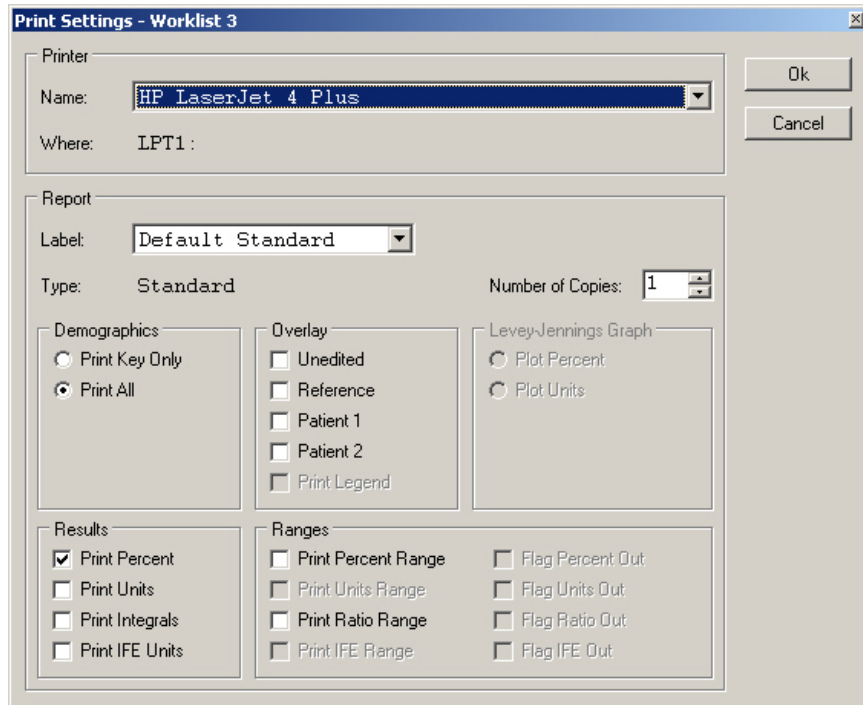 Print Settings - Worklist 3
Printer
Name: HP LaserJet 4 Plus
Ok
Where: LPT1:
Cancel
Report
Label: Default Standard
Type: Standard
Number of Copies: 1
Demographics
Print Key Only
Print All
Overlay
Unedited
Reference
Patient 1
Patient 2
Print Legend
Levey-Jennings Graph
Plot Percent
Plot Units
Results
Print Percent
Print Units
Print Integrals
Print IFE Units
Ranges
Print Percent Range
Print Units Range
Print Ratio Range
Print IFE Range
Flag Percent Out
Flag Units Out
Flag Ratio Out
Flag IFE Out